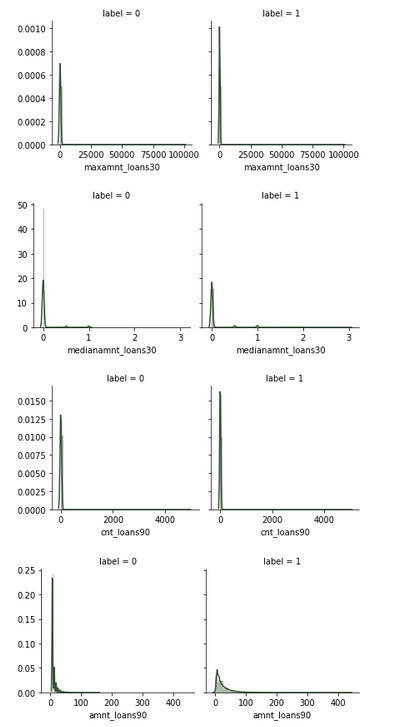 label = 0 label = 1
0.0010
0.0008
0.0006
0.0004
0.0002
0.0000
0 25000 50000 75000 100000 0 25000 50000 75000 100000
maxamnt_loans30 maxamnt_loans30
label = 0 label = 1
50
40
30
20
10
0
0 1 2 3 0 1 2 3
medianamnt_loans30 medianamnt_loans30
label = 0 label = 1
0.0150
0.0125
0.0100
0.0075
0.0050
0.0025
0.0000
0 2000 4000 0 2000 4000
cnt_loans90 cnt_loans90
label = 0 label = 1
0.25
0.20
0.15
0.10
0.05
0.00
0 100 200 300 400 0 100 200 300 400
amnt_loans90 amnt_loans90